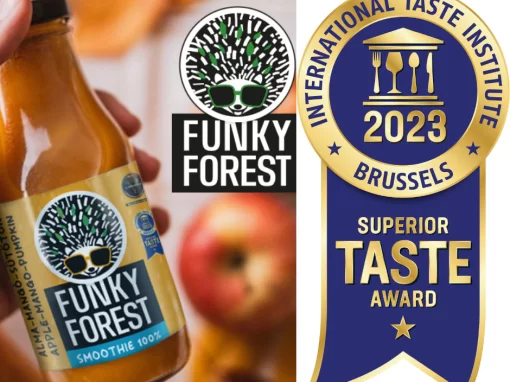 FUNKY
FOREST
ALMA-MANGÓ-SÜTŐTÖK
APPLE-MANGO-PUMPKIN
FUNKY
FOREST
SMOOTHIE 100%
INTERNATIONAL TASTE INSTITUTE
2023
BRUSSELS
SUPERIOR
TASTE
AWARD